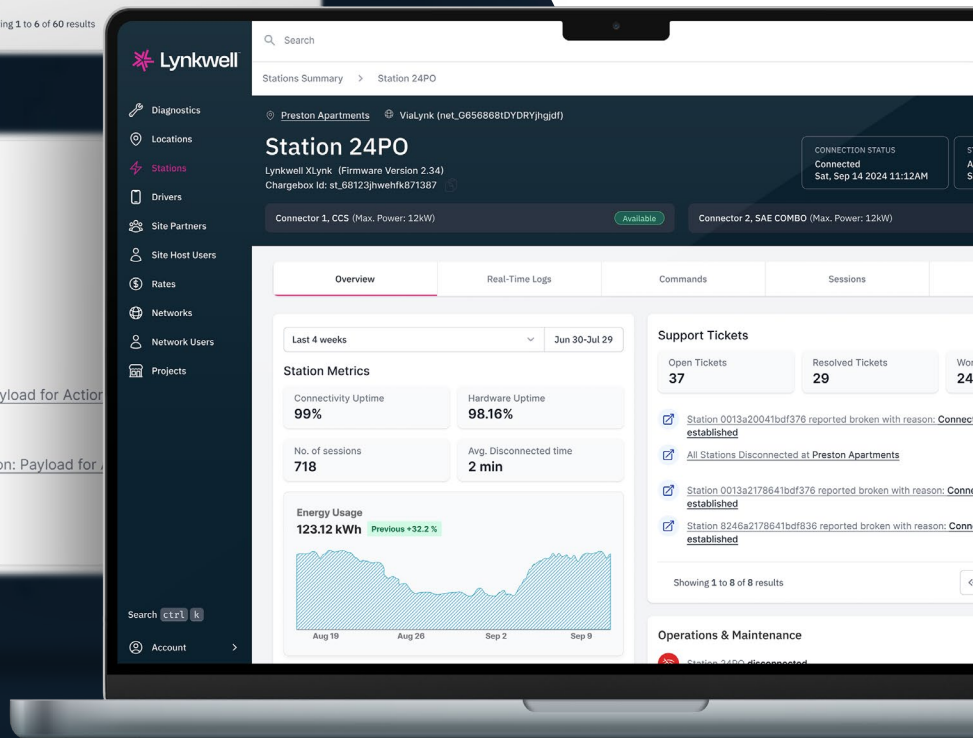 ing 1 to 6 of 60 results
Search
Lynkwell
Stations Summary > Station 24PO
Diagnostics
Locations
Stations
Drivers
Site Partners
Site Host Users
Rates
Networks
Network Users
Projects
Search ctrl k
Account
Preston Apartments ViaLynk (net_G656868tDYDRYjhgjdf)
Station 24PO
Lynkwell XLynk (Firmware Version 2.34)
Chargebox Id: st_68123jhwehfk871387
CONNECTION STATUS
Connected
Sat, Sep 14 2024 11:12AM
Connector 1, CCS (Max. Power: 12kW) Available
Connector 2, SAE COMBO (Max. Power: 12kW)
Overview Real-Time Logs Commands Sessions
Last 4 weeks Jun 30-Jul 29
Station Metrics
Connectivity Uptime
99%
Hardware Uptime
98.16%
No. of sessions
718
Avg. Disconnected time
2 min
Energy Usage
123.12 kWh Previous +32.2 %
Aug 19 Aug 26 Sep 2 Sep 9
Support Tickets
Open Tickets
37
Resolved Tickets
29
Wor
24
Station 0013a20041bdf376 reported broken with reason: Connect
established
All Stations Disconnected at Preston Apartments
Station 0013a2178641bdf376 reported broken with reason: Conne
established
Station 8246a2178641bdf836 reported broken with reason: Conne
established
Showing 1 to 8 of 8 results
Operations & Maintenance
Station 24PO disconnected
yload for Action
on: Payload for